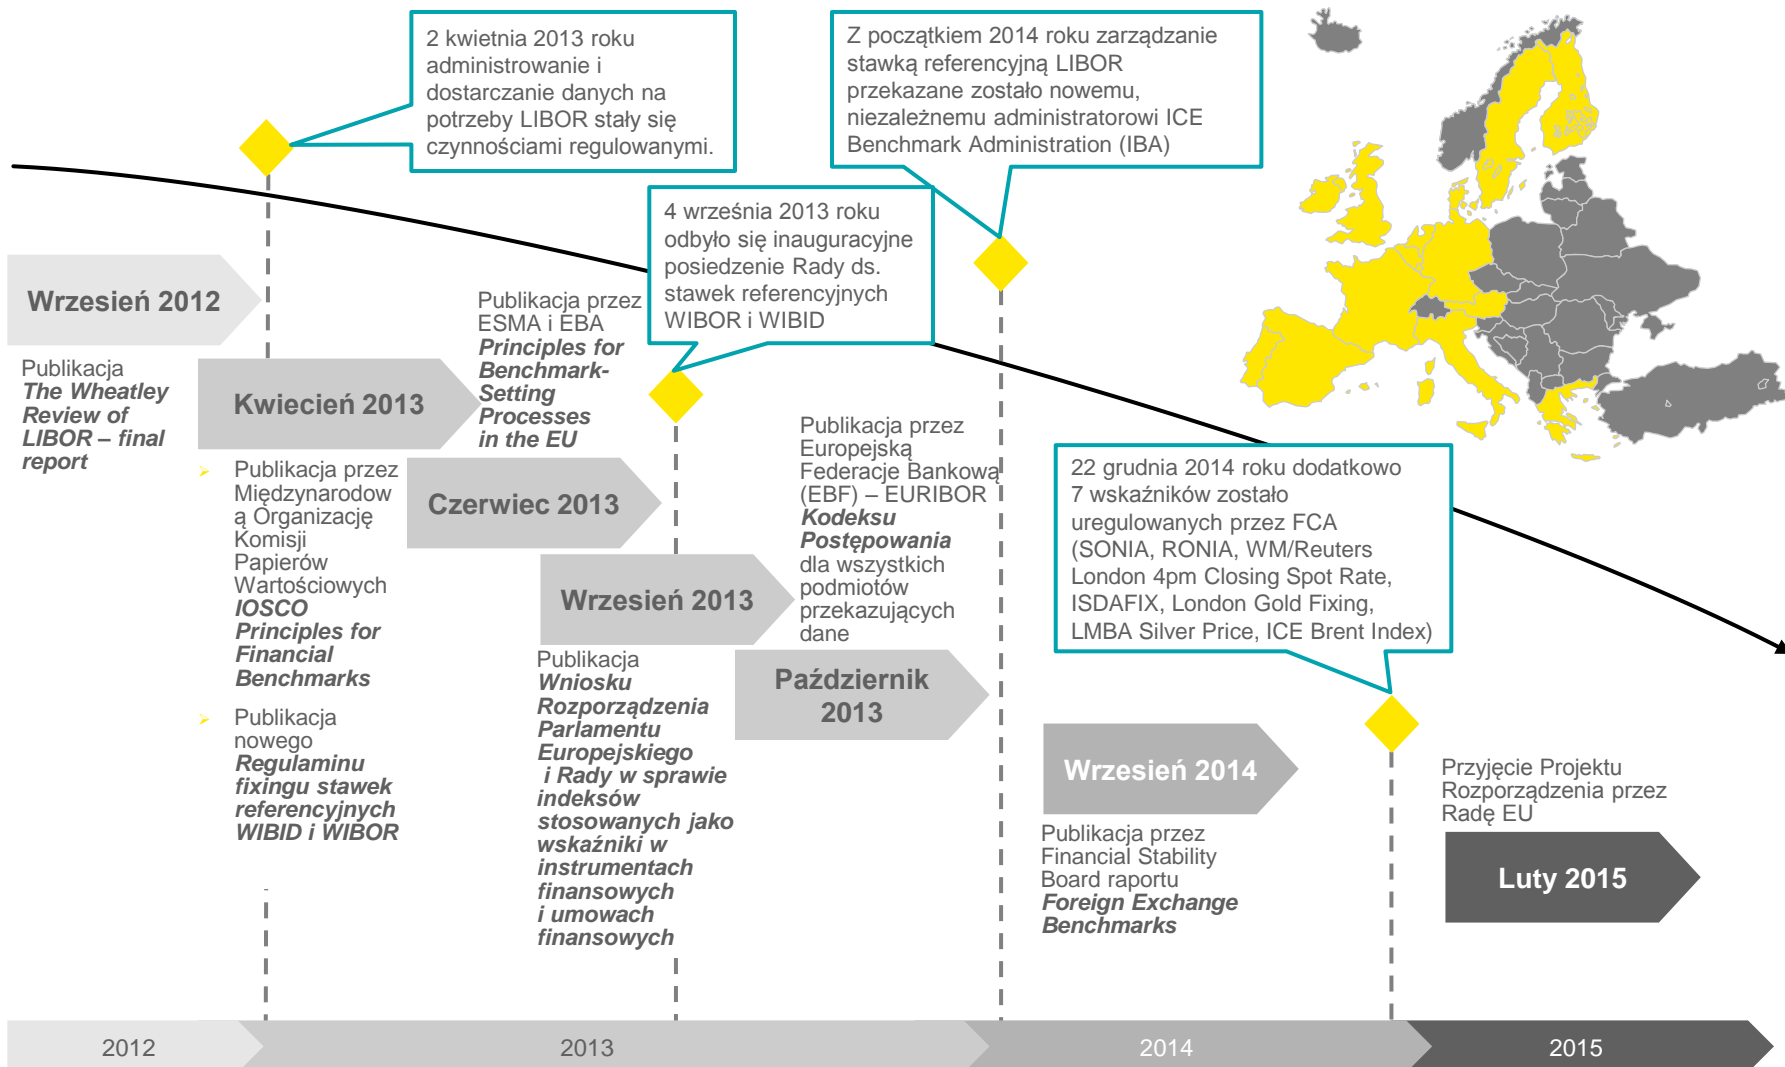 2 kwietnia 2013 roku
administrowanie i
dostarczanie danych na
potrzeby LIBOR stały się
czynnościami regulowanymi.
Z początkiem 2014 roku zarządzanie
stawką referencyjną LIBOR
przekazane zostało nowemu,
niezależnemu administratorowi ICE
Benchmark Administration (IBA)
4 września 2013 roku
odbyło się inauguracyjne
posiedzenie Rady ds.
stawek referencyjnych
WIBOR i WIBID
Wrzesień 2012
Publikacja
The Wheatley
Review of
LIBOR – final
report
Kwiecień 2013
Publikacja przez
Międzynarodow
ą Organizację
Komisji
Papierów
Wartościowych
IOSCO
Principles for
Financial
Benchmarks
Publikacja
nowego
Regulaminu
fixingu stawek
referencyjnych
WIBID i WIBOR
Publikacja przez
ESMA i EBA
Principles for
Benchmark-
Setting
Processes
in the EU
Czerwiec 2013
Wrzesień 2013
Publikacja
Wniosku
Rozporządzenia
Parlamentu
Europejskiego
i Rady w sprawie
indeksów
stosowanych jako
wskaźniki w
instrumentach
finansowych
i umowach
finansowych
Publikacja przez
Europejską
Federacje Bankową
(EBF) – EURIBOR
Kodeksu
Postępowania
dla wszystkich
podmiotów
przekazujących
dane
Październik
2013
22 grudnia 2014 roku dodatkowo
7 wskaźników zostało
uregulowanych przez FCA
(SONIA, RONIA, WM/Reuters
London 4pm Closing Spot Rate,
ISDAFIX, London Gold Fixing,
LMBA Silver Price, ICE Brent Index)
Wrzesień 2014
Publikacja przez
Financial Stability
Board raportu
Foreign Exchange
Benchmarks
Przyjęcie Projektu
Rozporządzenia przez
Radę EU
Luty 2015
2012
2013
2014
2015